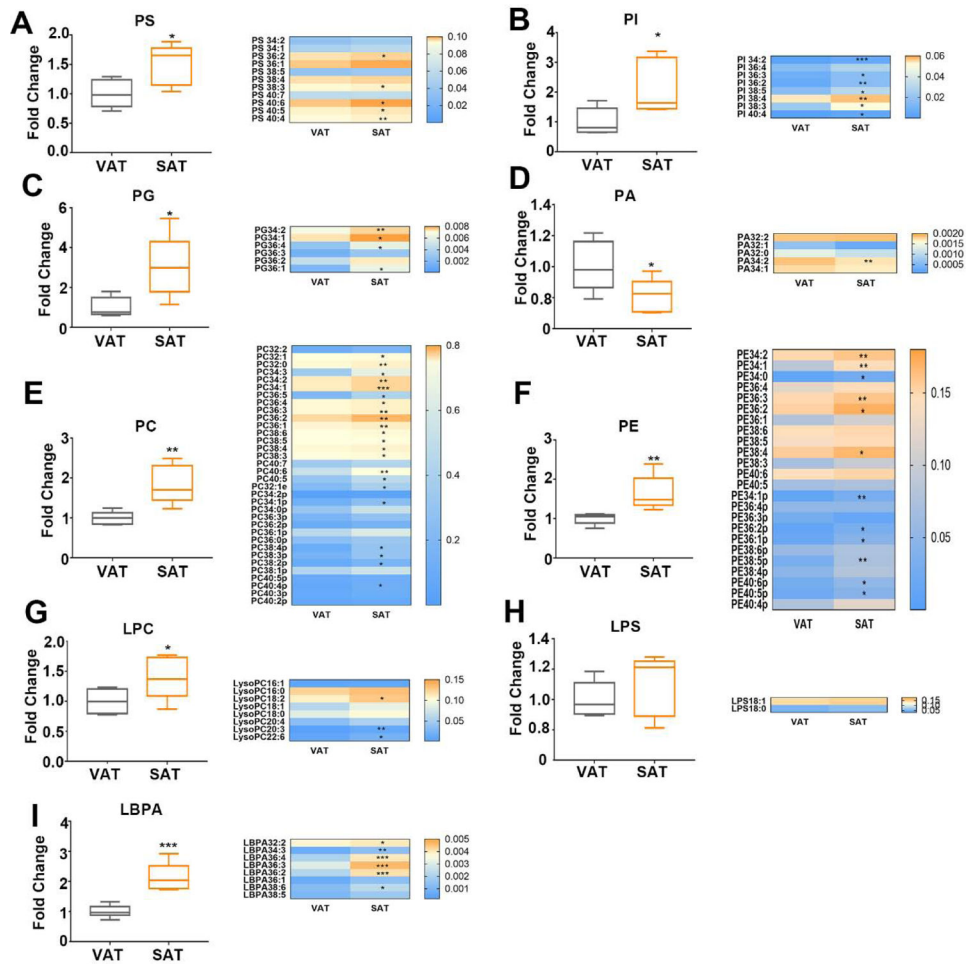 A
PS
Fold Change
2.0
1.5
1.0
0.5
0.0
*
VAT SAT
PS 34:2
PS 34:1
PS 36:2 *
PS 36:1
PS 38:5
PS 38:4
PS 38:3 *
PS 40:7
PS 40:6 *
PS 40:5 *
PS 40:4 **
VAT SAT
0.10
0.08
0.06
0.04
0.02
B
PI
Fold Change
4
3
2
1
0
*
VAT SAT
PI 34:2 ***
PI 36:4
PI 36:3 *
PI 36:2 **
PI 38:5 *
PI 38:4 **
PI 38:3 *
PI 40:4 *
VAT SAT
0.06
0.04
0.02
C
PG
Fold Change
6
4
2
0
*
VAT SAT
PG34:2 **
PG34:1 *
PG36:4 *
PG36:3
PG36:2
PG36:1 *
VAT SAT
0.008
0.006
0.004
0.002
D
PA
Fold Change
1.4
1.2
1.0
0.8
0.0
*
VAT SAT
PA32:2
PA32:1
PA32:0
PA34:2 **
PA34:1
VAT SAT
0.0020
0.0015
0.0010
0.0005
E
PC
Fold Change
3
2
1
0
**
VAT SAT
PC32:2
PC32:1 *
PC32:0 **
PC34:3 *
PC34:2 **
PC34:1 ***
PC36:5 *
PC36:4 *
PC36:3 **
PC36:2 **
PC36:1 **
PC38:6 *
PC38:5 *
PC38:4 *
PC38:3 *
PC40:7
PC40:6 **
PC40:5 *
PC32:1e *
PC34:2p
PC34:1p *
PC34:0p
PC36:3p
PC36:2p
PC36:1p
PC36:0p
PC38:4p *
PC38:3p *
PC38:2p *
PC38:1p
PC40:5p
PC40:4p *
PC40:3p
PC40:2p
VAT SAT
0.8
0.6
0.4
0.2
F
PE
Fold Change
3
2
1
0
**
VAT SAT
PE34:2 **
PE34:1 **
PE34:0 *
PE36:4
PE36:3 **
PE36:2 *
PE36:1
PE38:6
PE38:5
PE38:4 *
PE38:3
PE40:6
PE40:5
PE34:1p **
PE36:4p
PE36:3p
PE36:2p *
PE36:1p *
PE38:6p
PE38:5p **
PE38:4p
PE40:6p *
PE40:5p *
PE40:4p
VAT SAT
0.15
0.10
0.05
G
LPC
Fold Change
2.0
1.5
1.0
0.5
0.0
*
VAT SAT
LysoPC16:1
LysoPC16:0
LysoPC18:2 *
LysoPC18:1
LysoPC18:0
LysoPC20:4
LysoPC20:3 **
LysoPC22:6 *
VAT SAT
0.15
0.10
0.05
H
LPS
Fold Change
1.4
1.2
1.0
0.8
0
VAT SAT
LPS18:1
LPS18:0
VAT SAT
0.15
0.05
I
LBPA
Fold Change
4
3
2
1
0
***
VAT SAT
LBPA32:2 *
LBPA34:3 **
LBPA36:4 ***
LBPA36:3 ***
LBPA36:2 ***
LBPA36:1
LBPA38:6 *
LBPA38:5
VAT SAT
0.005
0.004
0.003
0.002
0.001